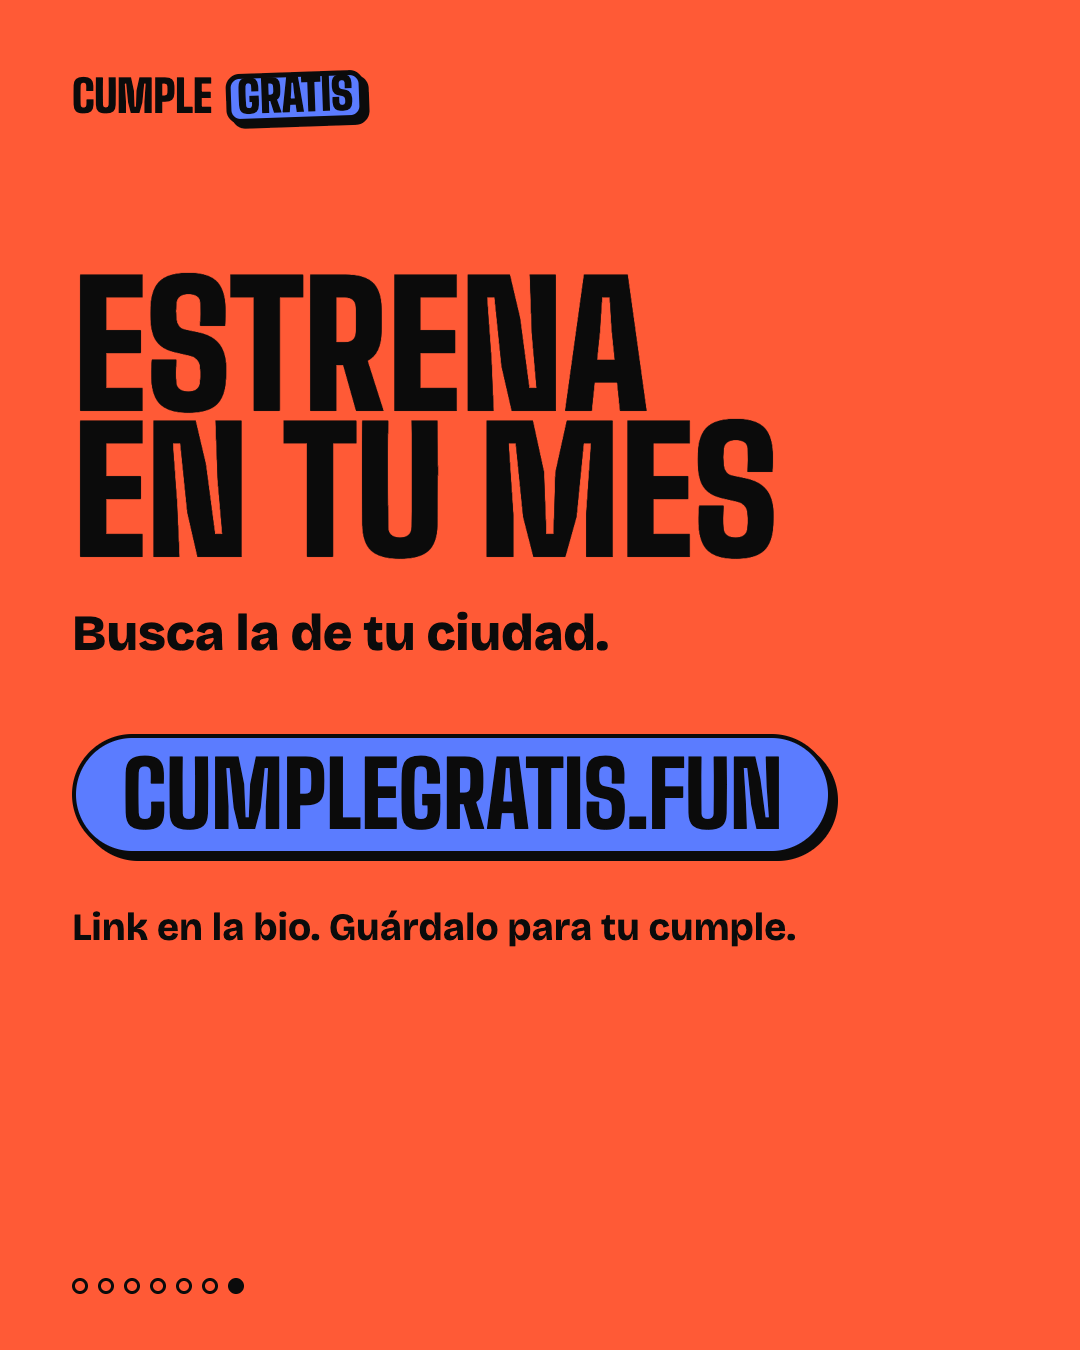 CUMPLE GRATIS
ESTRENA
EN TU MES
Busca la de tu ciudad.
CUMPLEGRATIS.FUN
Link en la bio. Guárdalo para tu cumple.